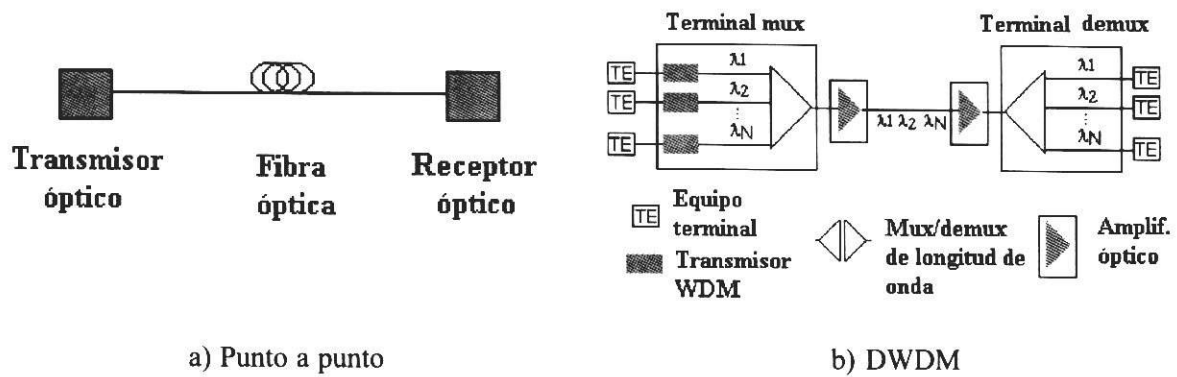 Transmisor
óptico
Fibra
óptica
Receptor
óptico
a) Punto a punto
Terminal mux
Terminal demux
TE
TE
TE
λ1
λ2
⋮
λN
λ1 λ2 λN
λ1
λ2
⋮
λN
TE
TE
TE
TE Equipo
terminal
Transmisor
WDM
Mux/demux
de longitud de
onda
Amplif.
óptico
b) DWDM